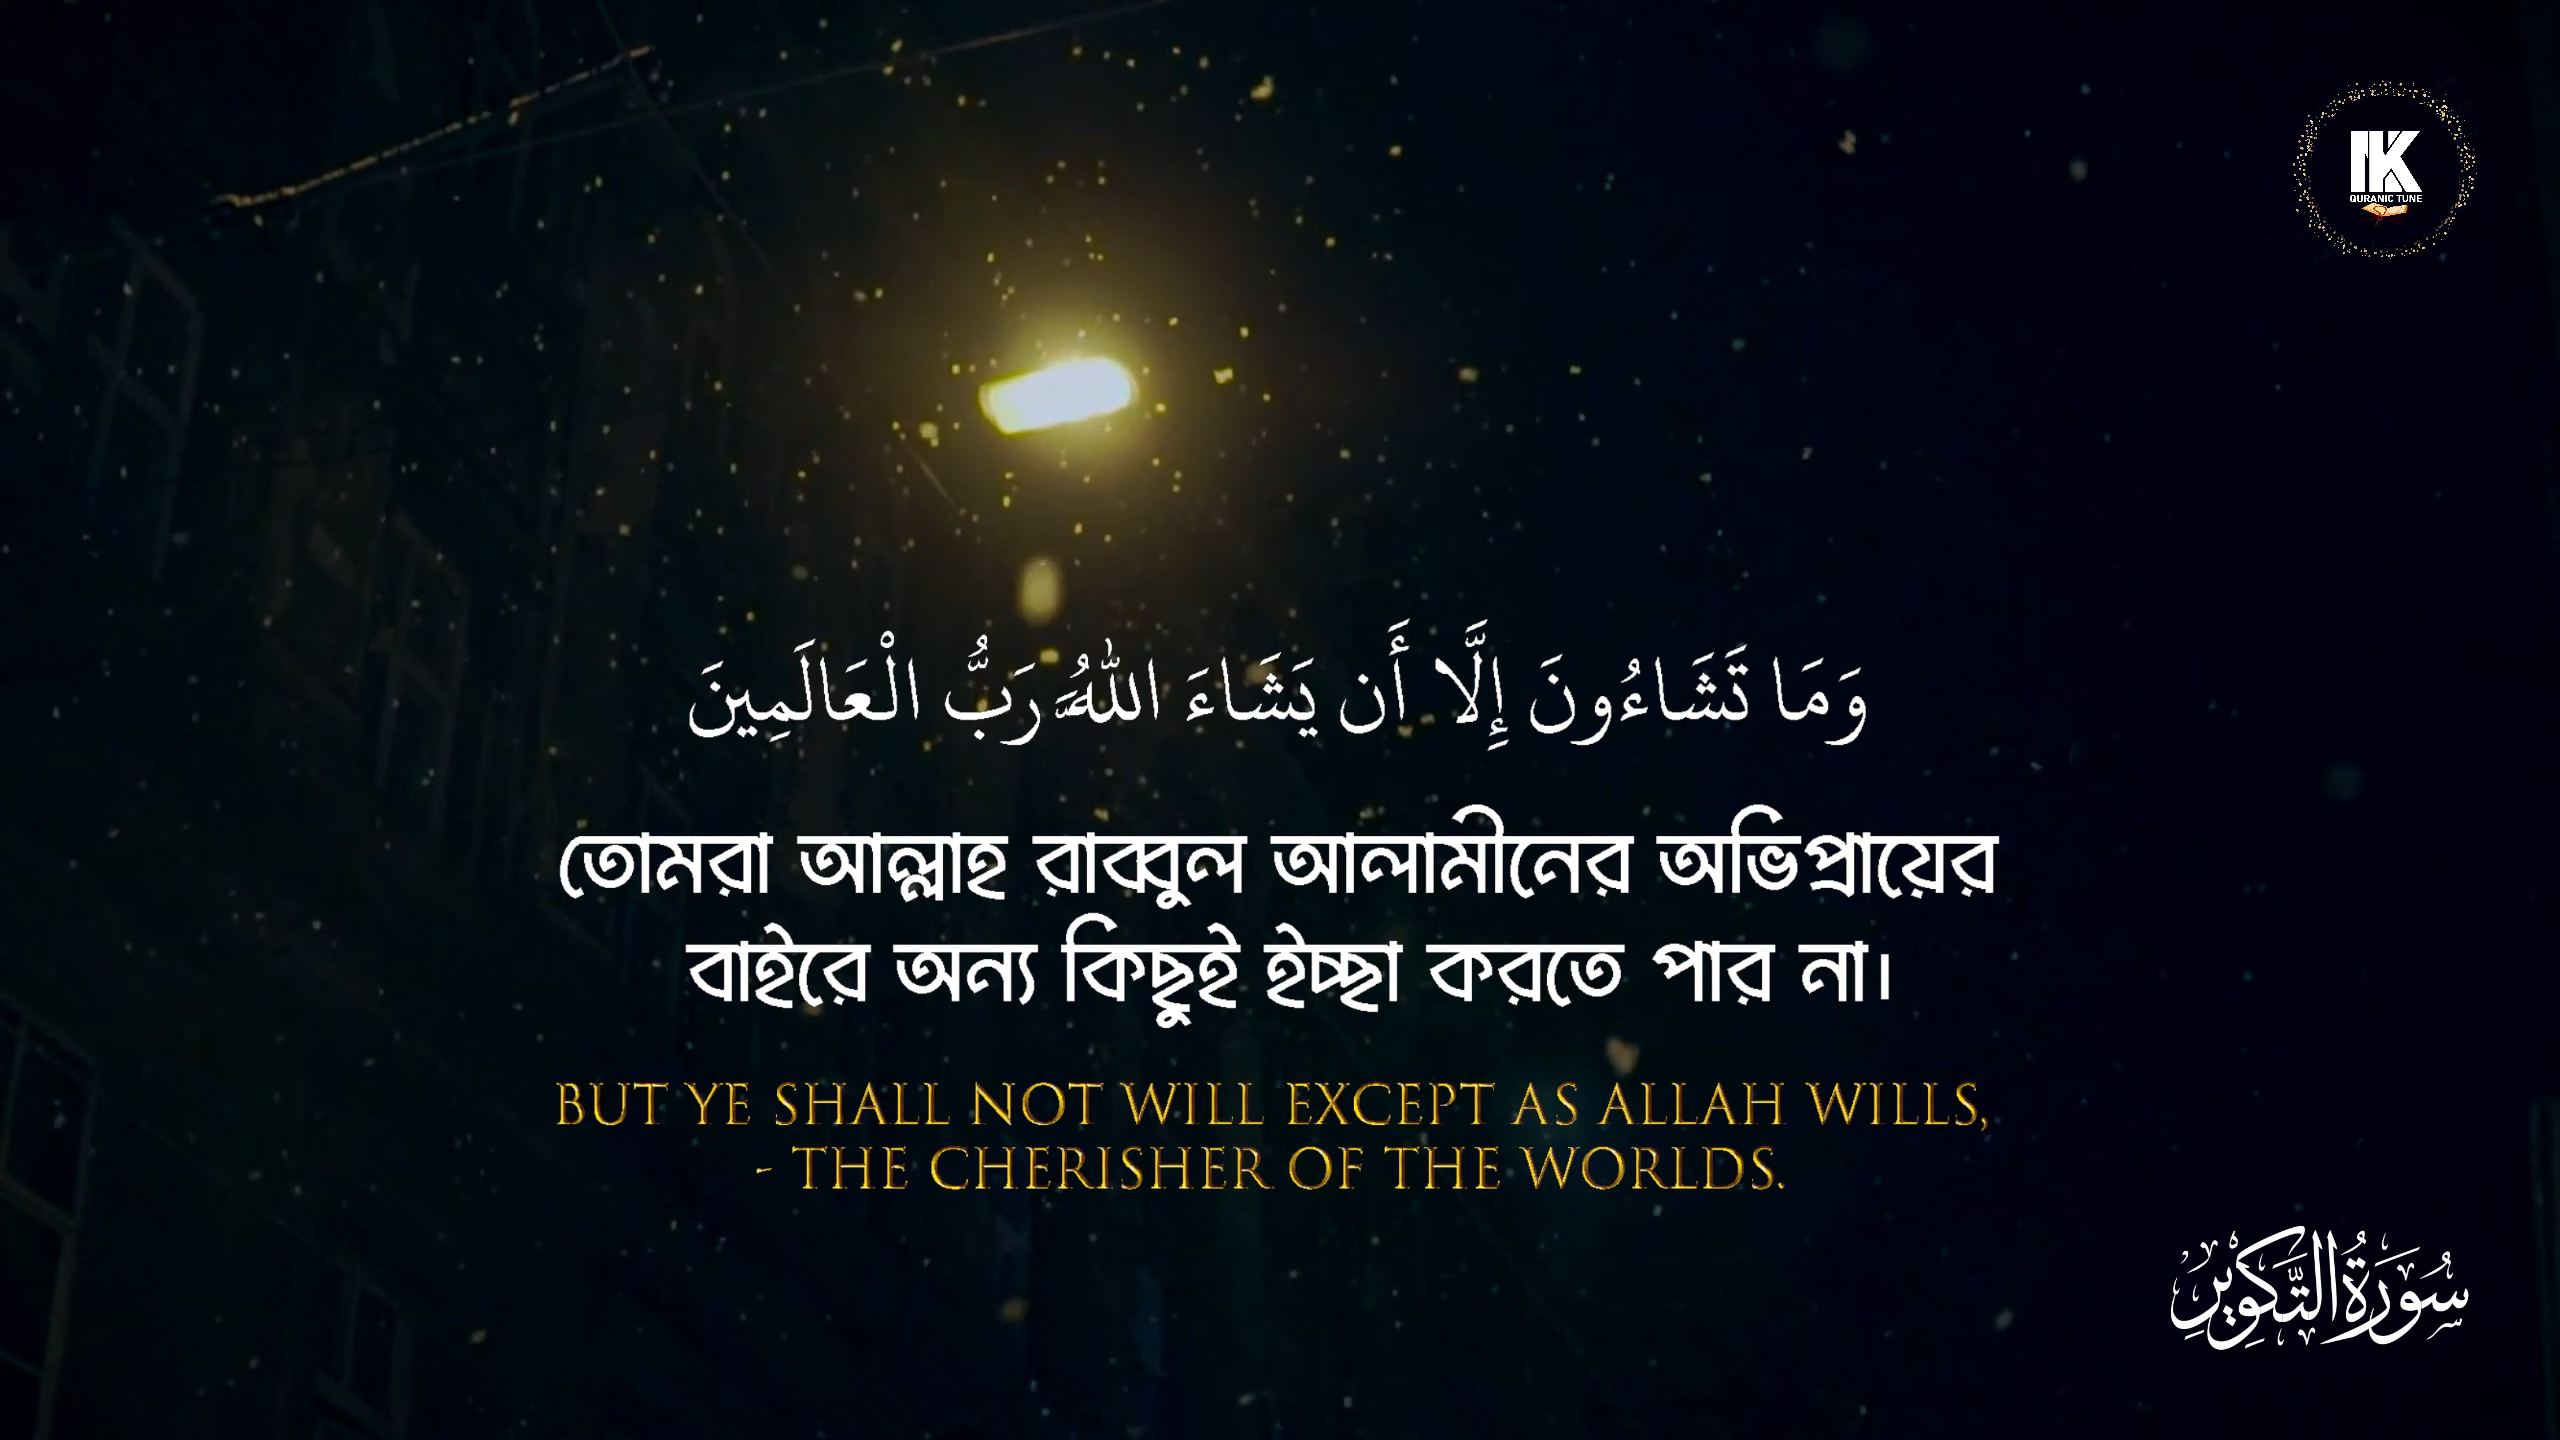 IK
QURANIC TUNE
وَمَا تَشَاءُونَ إِلَّا أَن يَشَاءَ اللَّهُ رَبُّ الْعَالَمِينَ
তোমরা আল্লাহ রাব্বুল আলামীনের অভিপ্রায়ের
বাইরে অন্য কিছুই ইচ্ছা করতে পার না।
BUT YE SHALL NOT WILL EXCEPT AS ALLAH WILLS,
- THE CHERISHER OF THE WORLDS.
سُورَةُ التَّكْوِيرِ